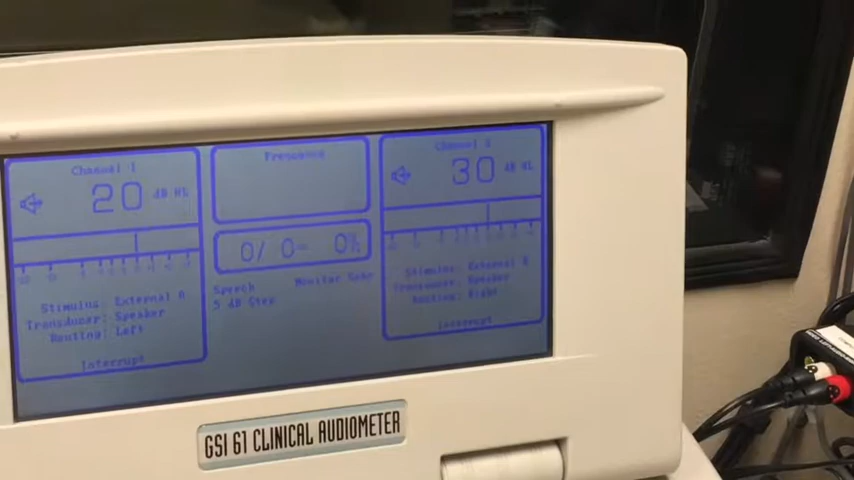 Channel 1
20 dB HL
Stimulus: External A
Transducer: Speaker
Routing: Left
Interrupt
Frequency
0/ 0= 0%
Speech
Monitor
5 dB Step
Channel 2
30 dB HL
Stimulus: External B
Transducer: Speaker
Routing: Right
Interrupt
GSI 61 CLINICAL AUDIOMETER